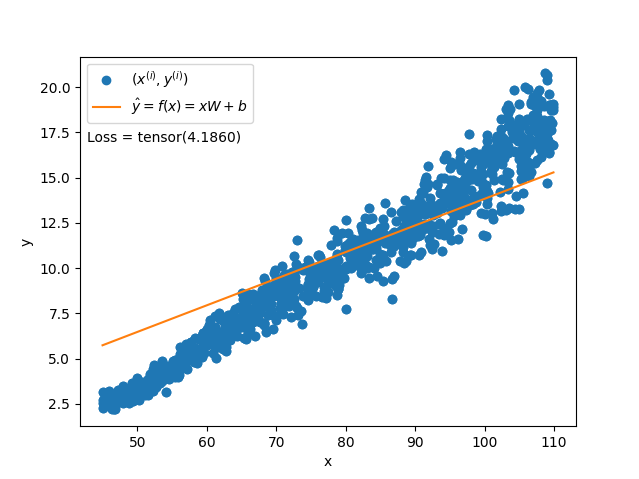 (x⁽ⁱ⁾, y⁽ⁱ⁾)
ŷ = f(x) = xW + b
Loss = tensor(4.1860)
20.0
17.5
15.0
12.5
10.0
7.5
5.0
2.5
y
50 60 70 80 90 100 110
x